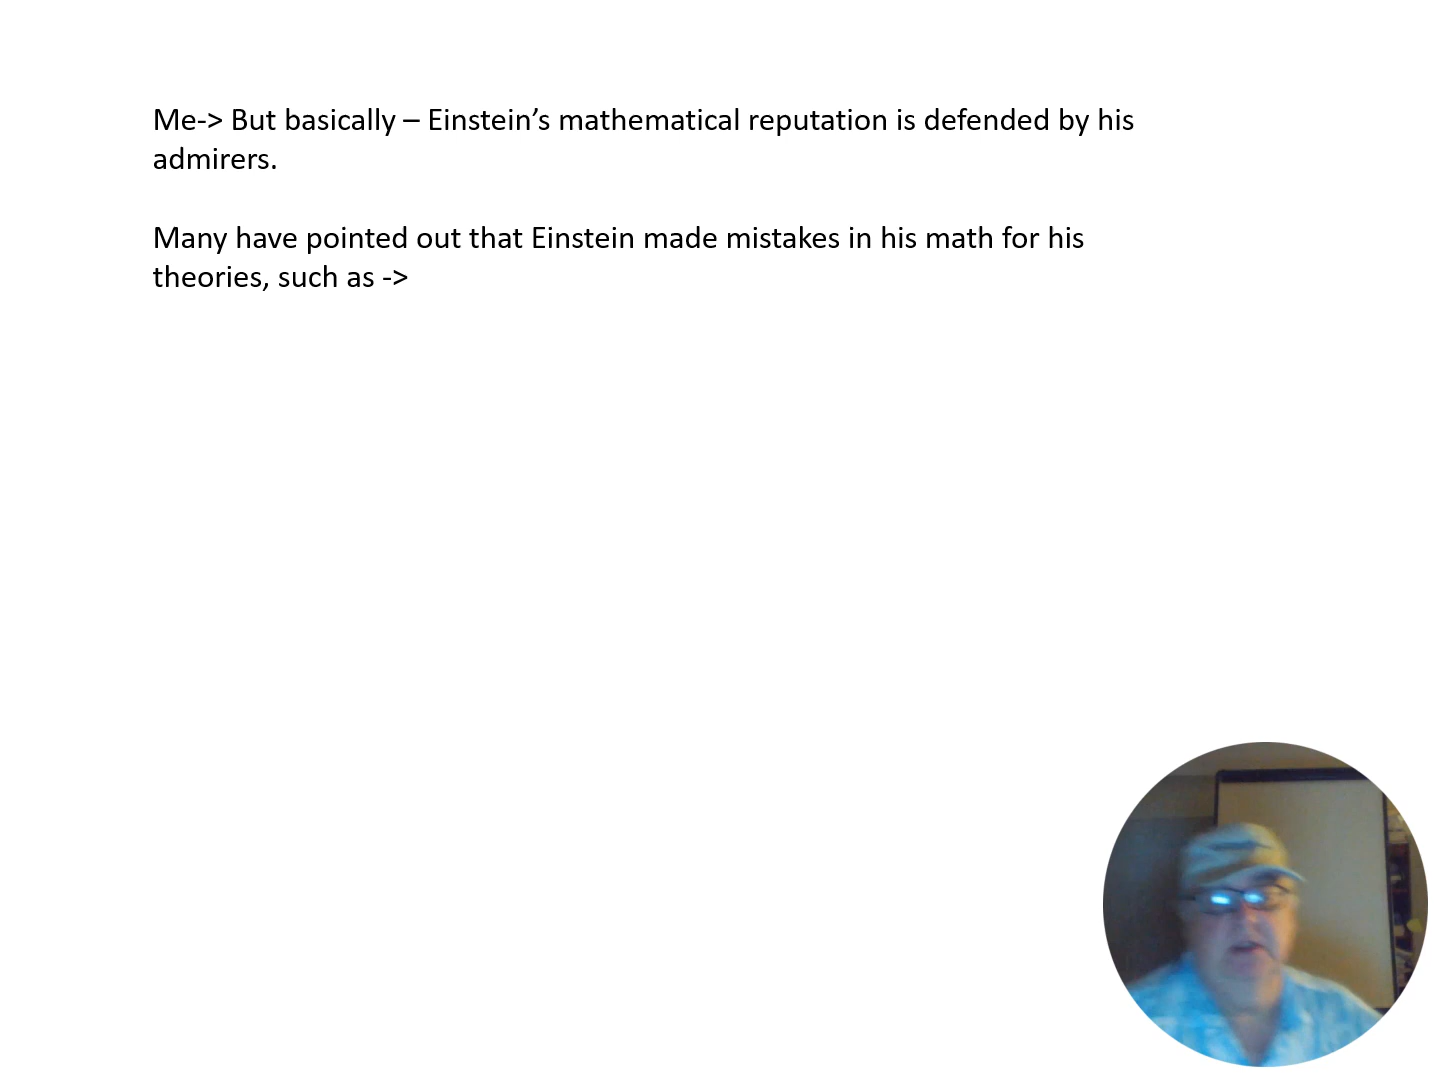 Me-> But basically – Einstein’s mathematical reputation is defended by his
admirers.
Many have pointed out that Einstein made mistakes in his math for his
theories, such as ->